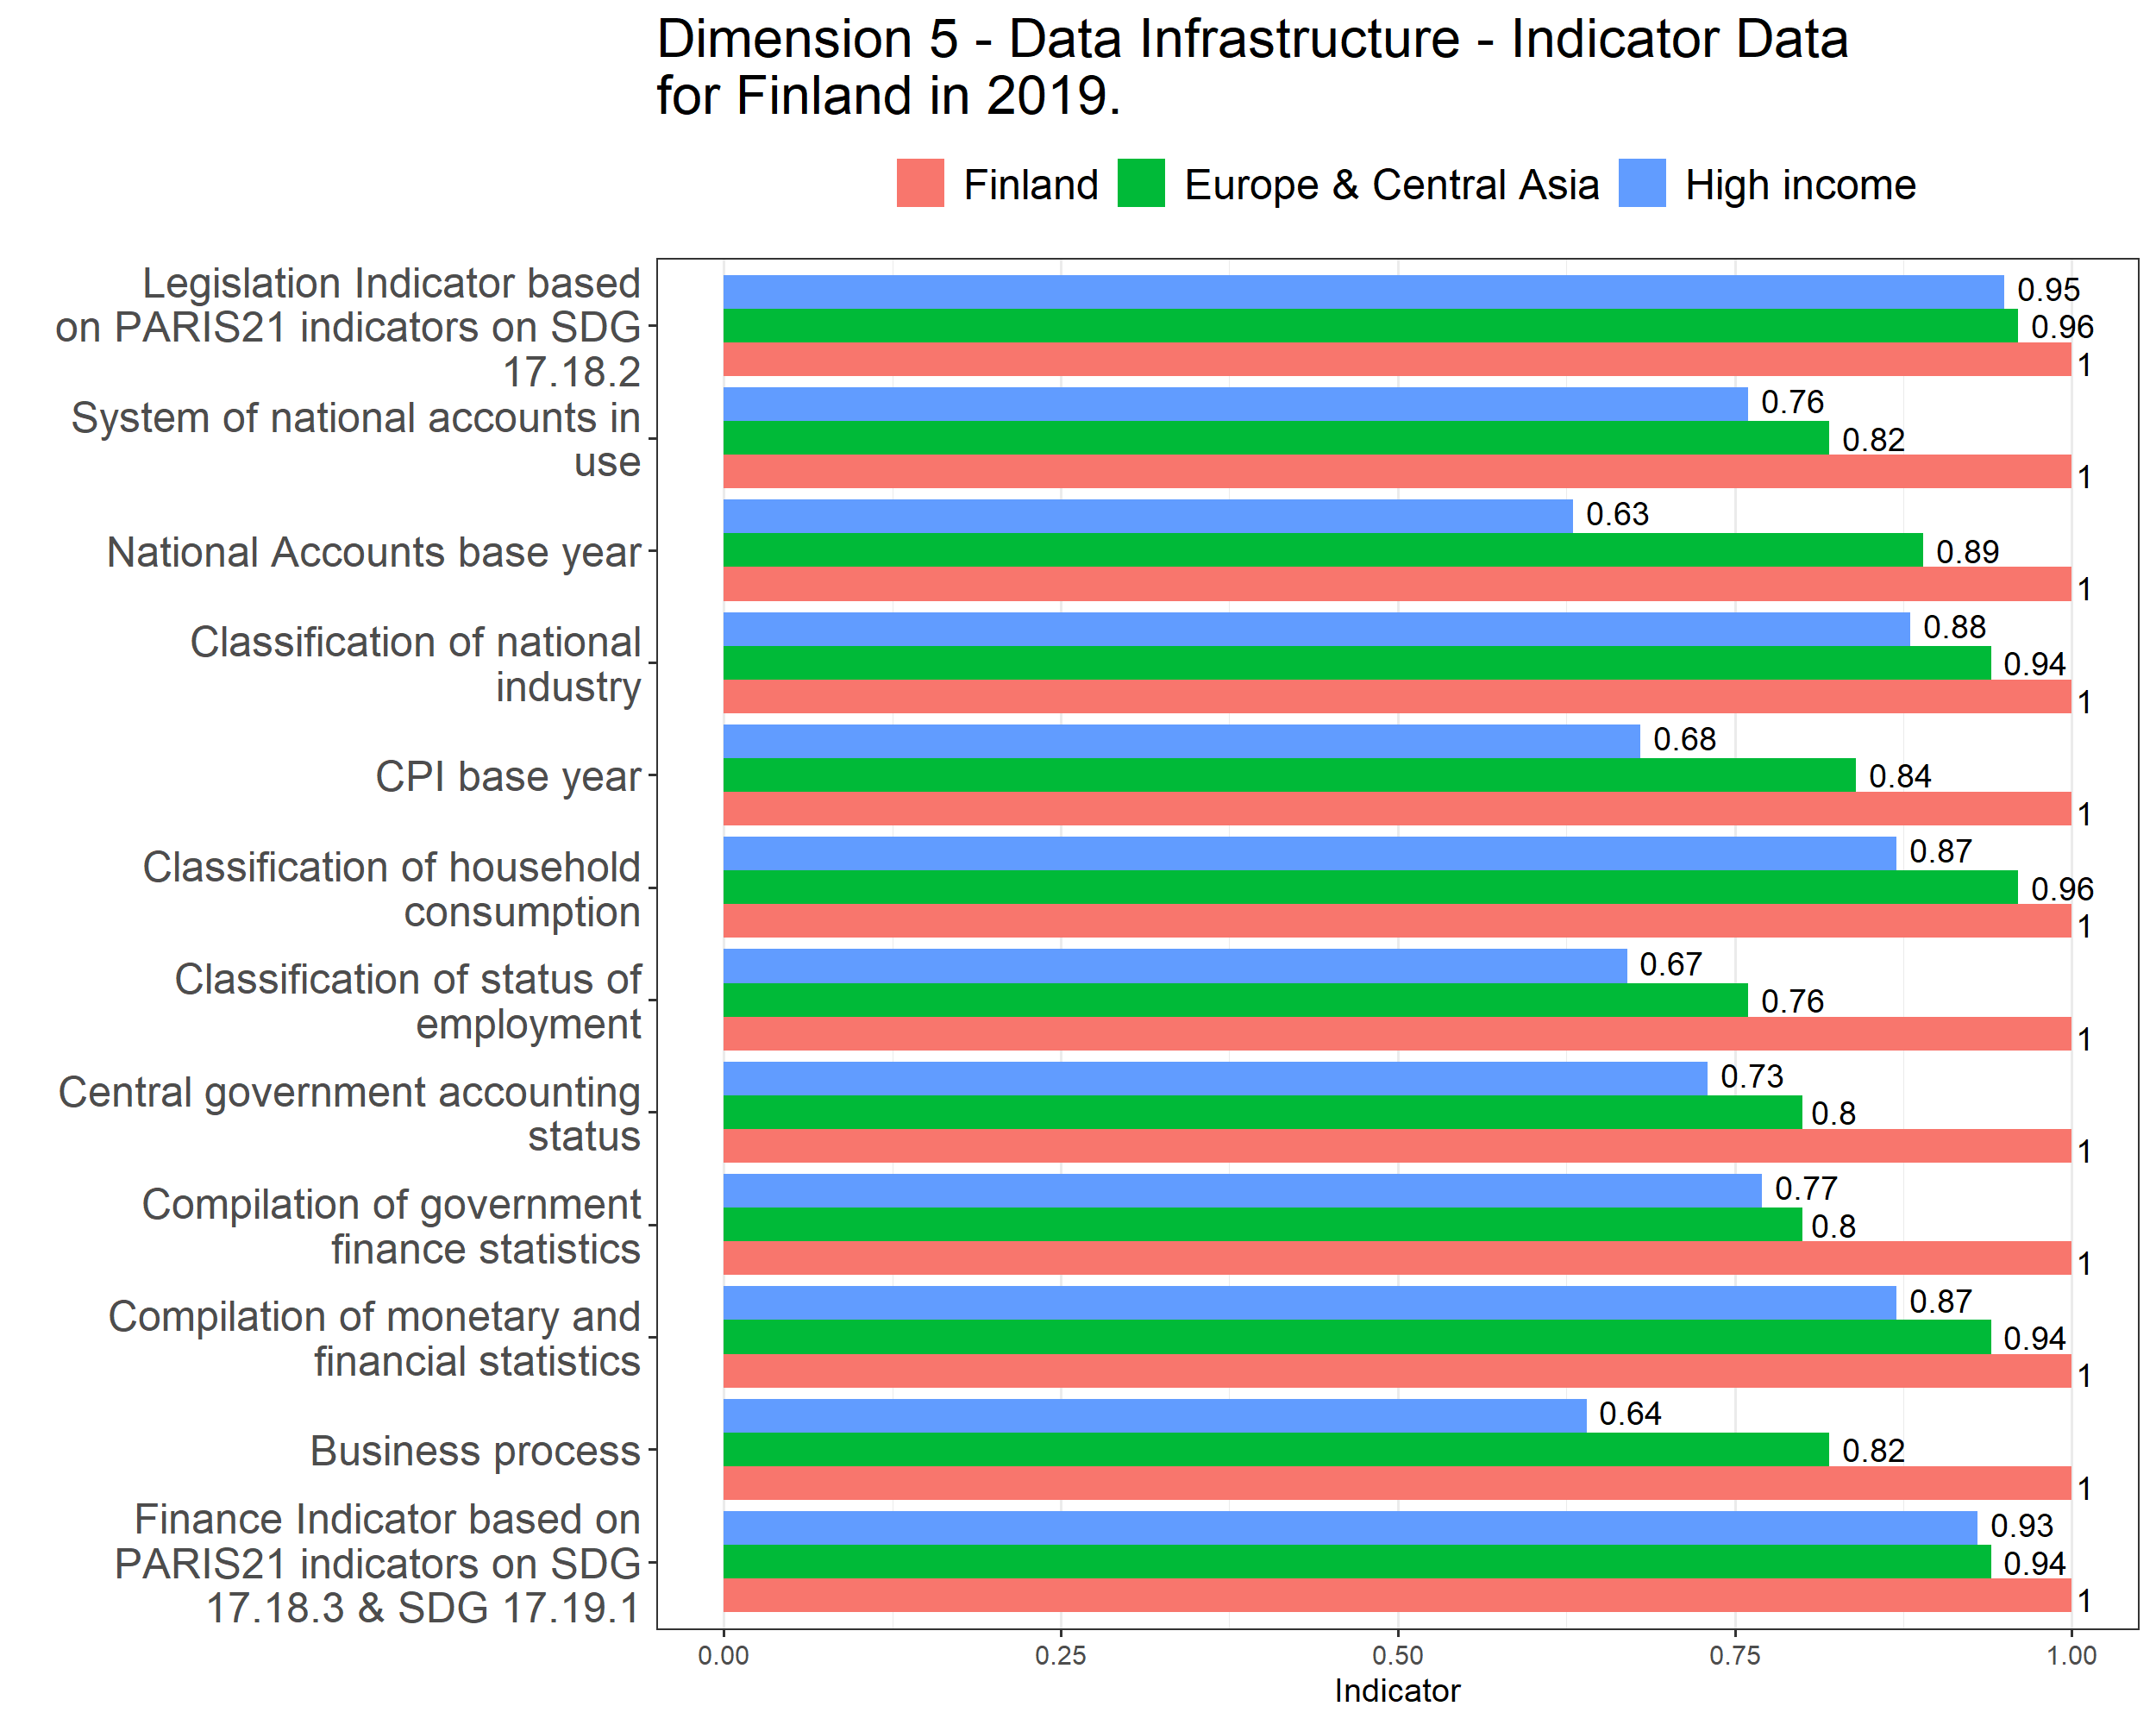 Dimension 5 - Data Infrastructure - Indicator Data
for Finland in 2019.
Finland
Europe & Central Asia
High income
Legislation Indicator based
on PARIS21 indicators on SDG
17.18.2
0.95
0.96
1
System of national accounts in
use
0.76
0.82
1
National Accounts base year
0.63
0.89
1
Classification of national
industry
0.88
0.94
1
CPI base year
0.68
0.84
1
Classification of household
consumption
0.87
0.96
1
Classification of status of
employment
0.67
0.76
1
Central government accounting
status
0.73
0.8
1
Compilation of government
finance statistics
0.77
0.8
1
Compilation of monetary and
financial statistics
0.87
0.94
1
Business process
0.64
0.82
1
Finance Indicator based on
PARIS21 indicators on SDG
17.18.3 & SDG 17.19.1
0.93
0.94
1
0.00
0.25
0.50
0.75
1.00
Indicator